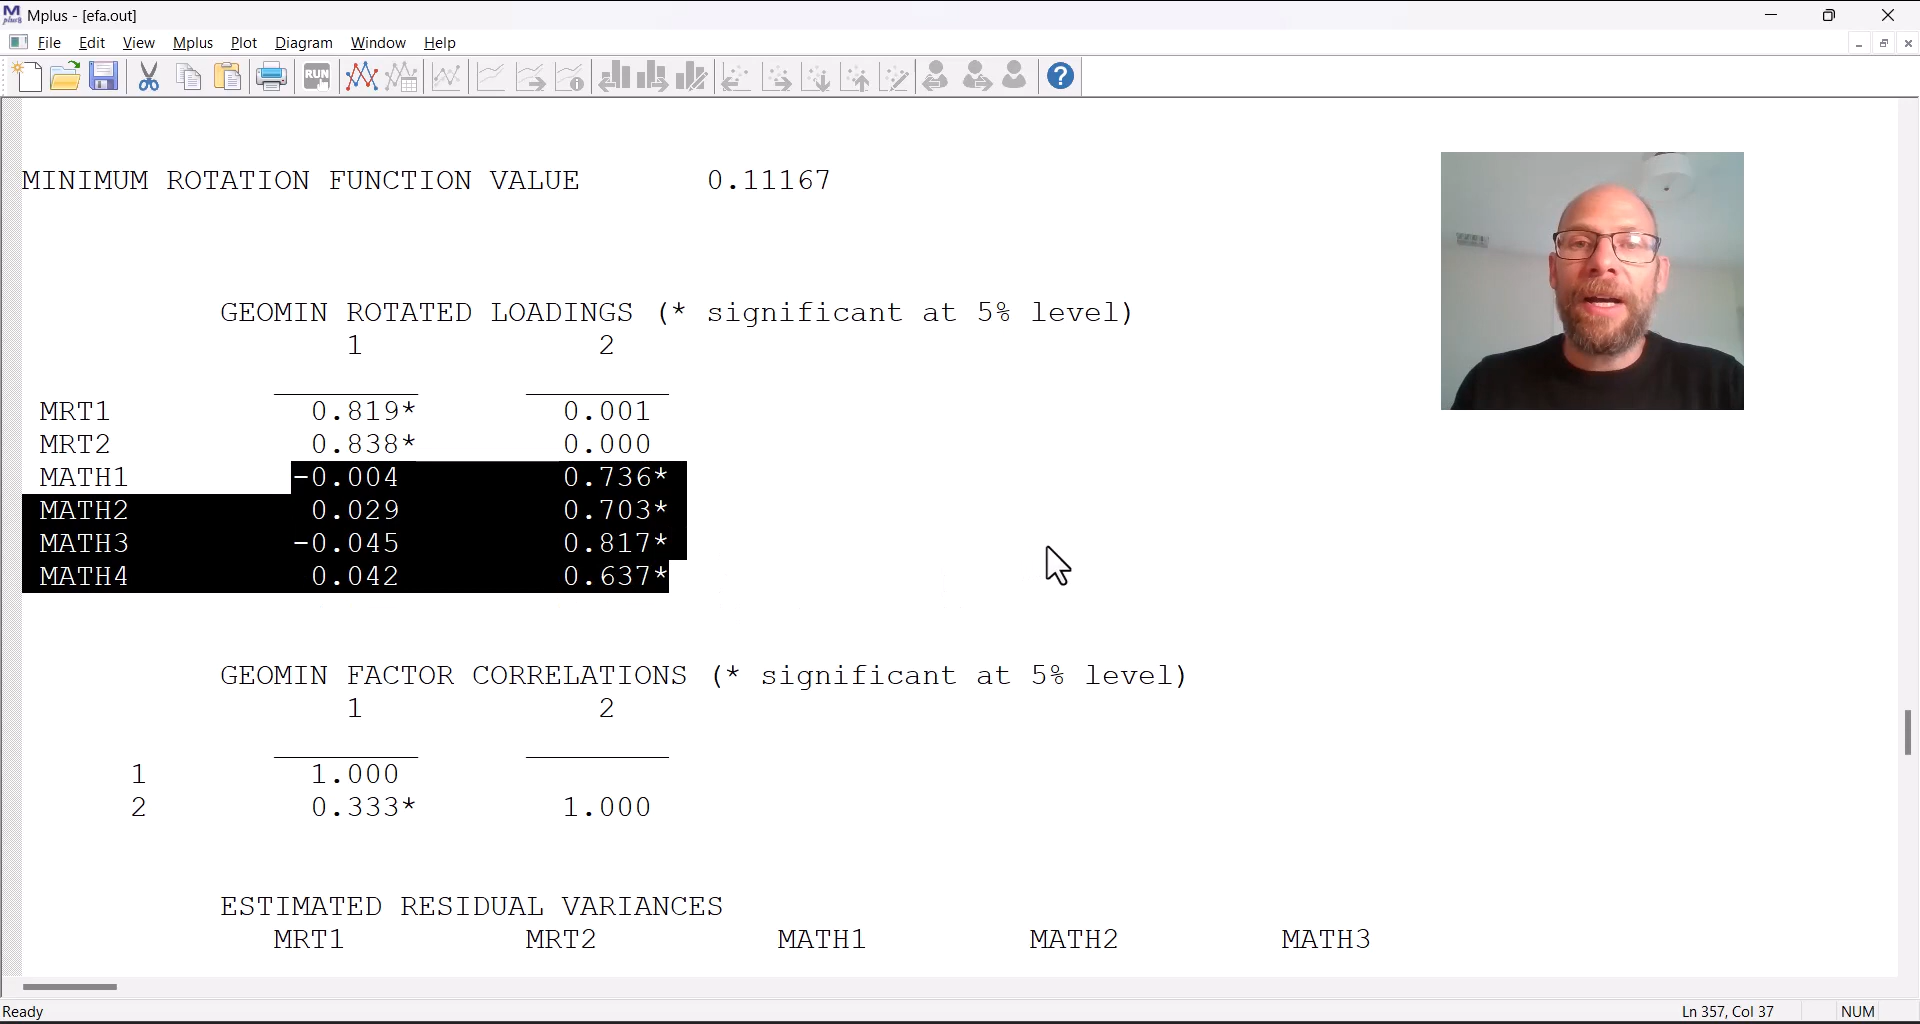 Mplus - [efa.out]
File Edit View Mplus Plot Diagram Window Help
RUN
MINIMUM ROTATION FUNCTION VALUE 0.11167
GEOMIN ROTATED LOADINGS (* significant at 5% level)
1 2
MRT1 0.819* 0.001
MRT2 0.838* 0.000
MATH1 -0.004 0.736*
MATH2 0.029 0.703*
MATH3 -0.045 0.817*
MATH4 0.042 0.637*
GEOMIN FACTOR CORRELATIONS (* significant at 5% level)
1 2
1 1.000
2 0.333* 1.000
ESTIMATED RESIDUAL VARIANCES
MRT1 MRT2 MATH1 MATH2 MATH3
Ready Ln 357, Col 37 NUM